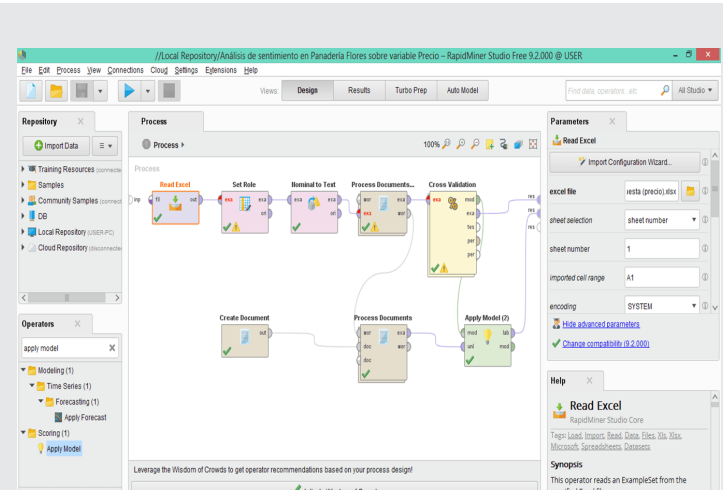 //Local Repository/Análisis de sentimiento en Panadería Flores sobre variable Precio – RapidMiner Studio Free 9.2.000 @ USER
File Edit Process View Connections Cloud Settings Extensions Help
Views: Design Results Turbo Prep Auto Model
Find data, operators...etc All Studio
Repository
Import Data
Training Resources (connecte
Samples
Community Samples (connect
DB
Local Repository (USER-PC)
Cloud Repository (disconnecte
Operators
apply model
Modeling (1)
Time Series (1)
Forecasting (1)
Apply Forecast
Scoring (1)
Apply Model
Process
Process
100%
Process
Read Excel
Set Role
Nominal to Text
Process Documents...
Cross Validation
inp
fil out
exa exa
ori
exa exa
ori
wor exa
exa wor
exa mod
exa
tes
per
per
res
res
res
Create Document
out
Process Documents
wor exa
doc wor
doc
Apply Model (2)
mod lab
unl mod
Leverage the Wisdom of Crowds to get operator recommendations based on your process design!
Parameters
Read Excel
Import Configuration Wizard...
excel file
iesta (precio).xlsx
sheet selection
sheet number
sheet number
1
imported cell range
A1
encoding
SYSTEM
Hide advanced parameters
Change compatibility (9.2.000)
Help
Read Excel
RapidMiner Studio Core
Tags: Load, Import, Read, Data, Files, Xls, Xlsx,
Microsoft, Spreadsheets, Datasets
Synopsis
This operator reads an ExampleSet from the